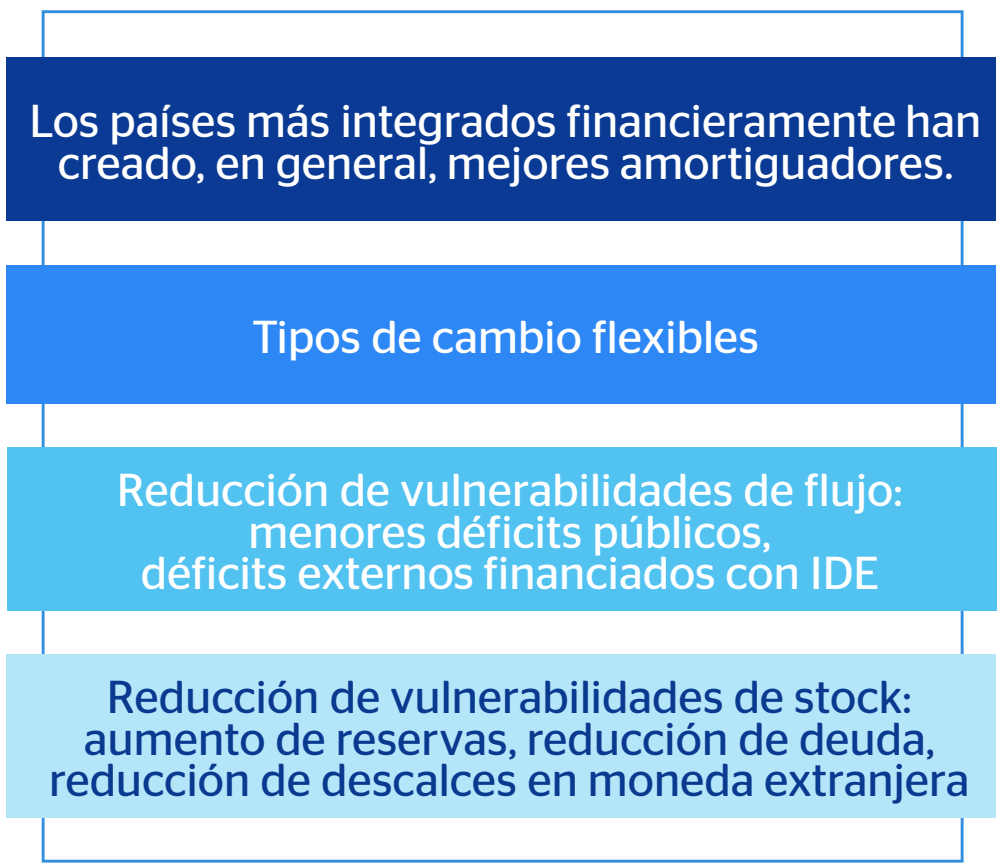 Los países más integrados financieramente han
creado, en general, mejores amortiguadores.
Tipos de cambio flexibles
Reducción de vulnerabilidades de flujo:
menores déficits públicos,
déficits externos financiados con IDE
Reducción de vulnerabilidades de stock:
aumento de reservas, reducción de deuda,
reducción de descalces en moneda extranjera